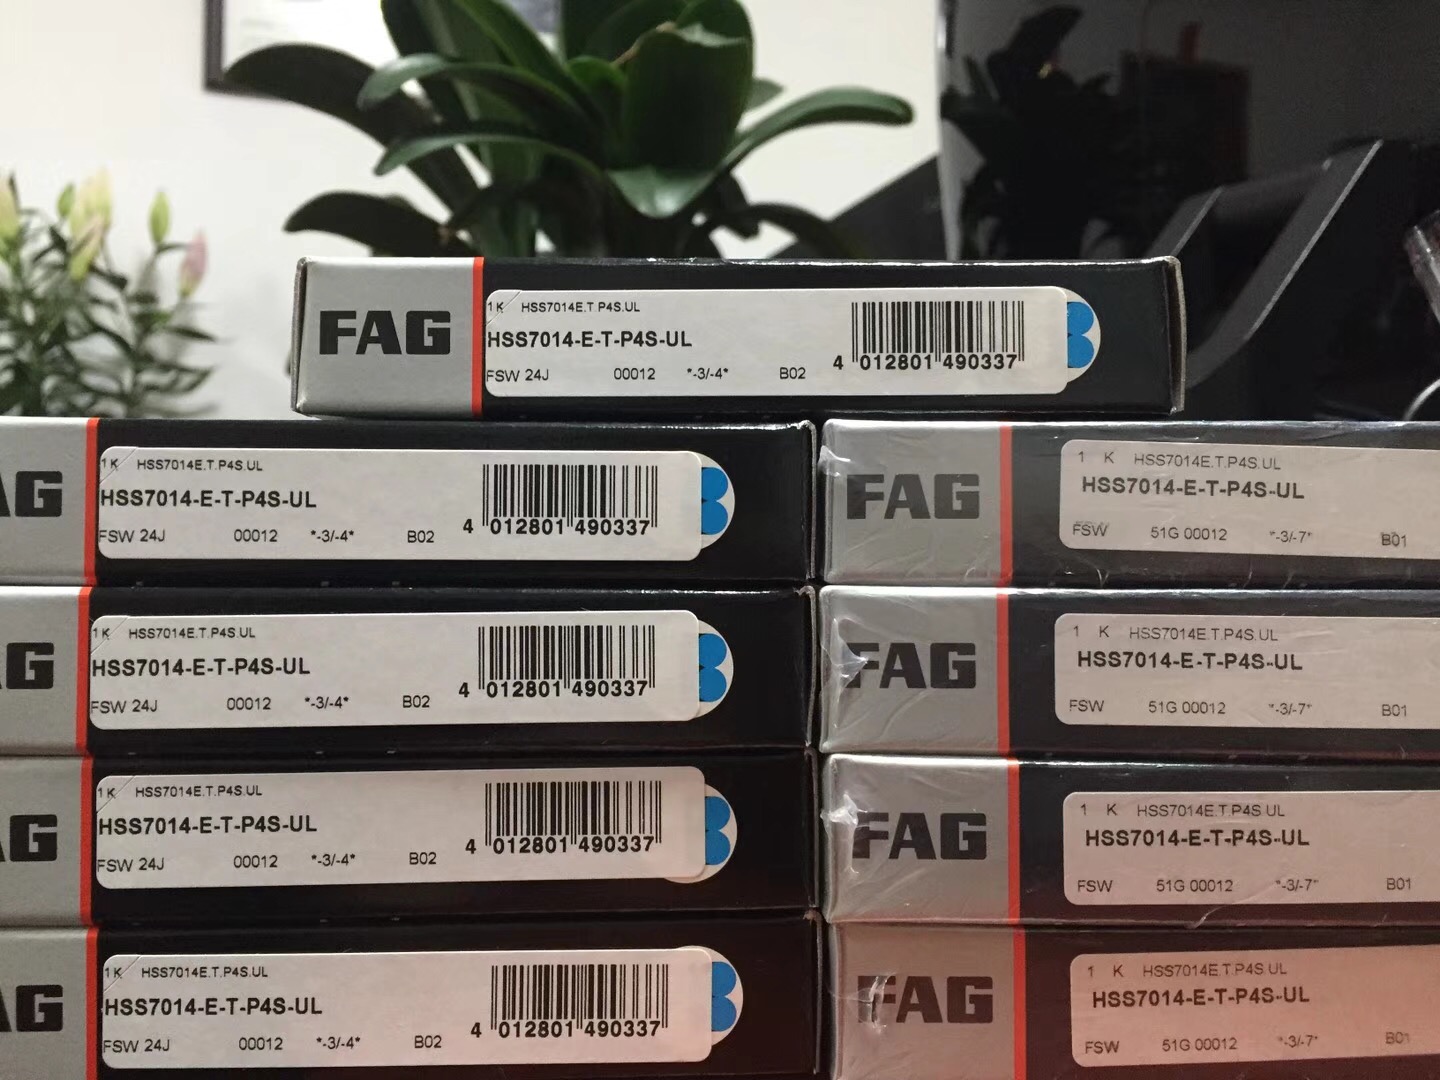 FAG
1 K HSS7014E.T.P4S.UL
HSS7014-E-T-P4S-UL
FSW 24J 00012 *-3/-4* B02
4 012801 490337
AG
1 K HSS7014E.T.P4S.UL
HSS7014-E-T-P4S-UL
FSW 24J 00012 *-3/-4* B02
4 012801 490337
FAG
1 K HSS7014E.T.P4S.UL
HSS7014-E-T-P4S-UL
FSW 51G 00012 *-3/-7* B01
AG
1 K HSS7014E.T.P4S.UL
HSS7014-E-T-P4S-UL
FSW 24J 00012 *-3/-4* B02
4 012801 490337
FAG
1 K HSS7014E.T.P4S.UL
HSS7014-E-T-P4S-UL
FSW 51G 00012 *-3/-7* B01
AG
1 K HSS7014E.T.P4S.UL
HSS7014-E-T-P4S-UL
FSW 24J 00012 *-3/-4* B02
4 012801 490337
FAG
1 K HSS7014E.T.P4S.UL
HSS7014-E-T-P4S-UL
FSW 51G 00012 *-3/-7* B01
AG
1 K HSS7014E.T.P4S.UL
HSS7014-E-T-P4S-UL
FSW 24J 00012 *-3/-4* B02
4 012801 490337
FAG
1 K HSS7014E.T.P4S.UL
HSS7014-E-T-P4S-UL
FSW 51G 00012 *-3/-7* B01